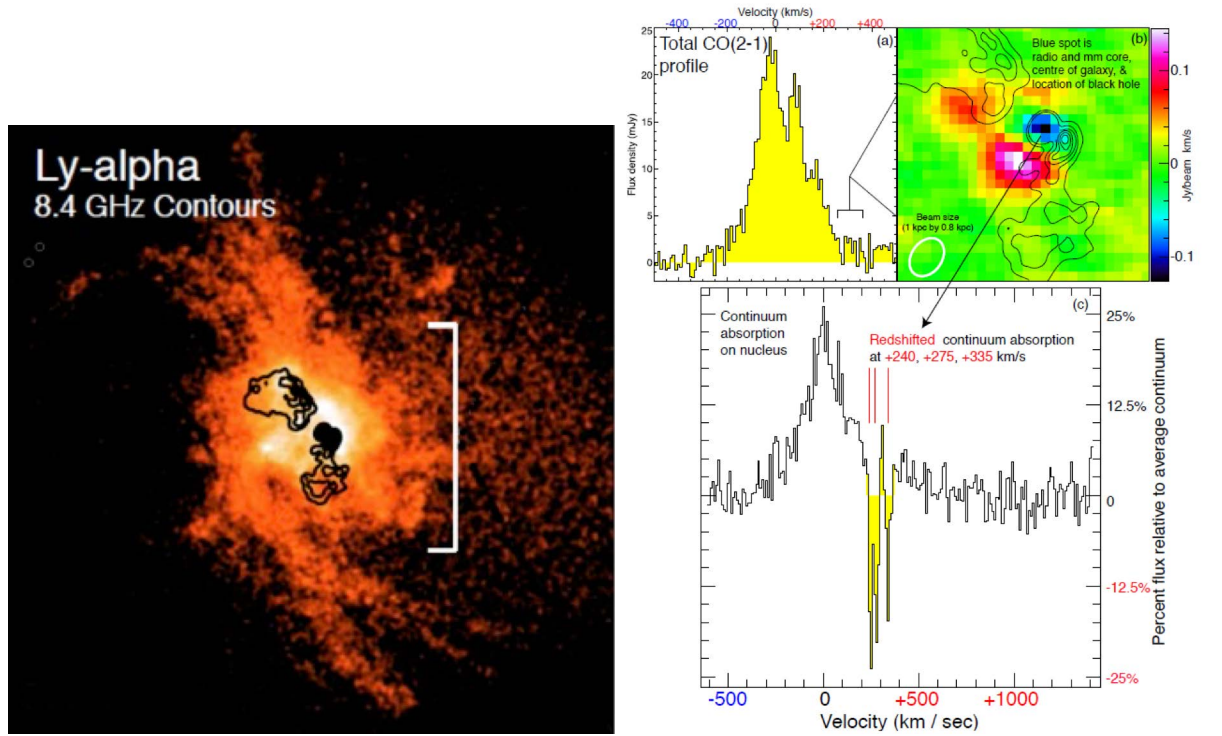 Ly-alpha
8.4 GHz Contours
Velocity (km/s)
-400 -200 0 +200 +400
Total CO(2-1)
profile
(a)
25
20
15
10
5
0
Flux density (mJy)
(b)
Blue spot is
radio and mm core,
centre of galaxy, &
location of black hole
Beam size
(1 kpc by 0.8 kpc)
0.1
0
-0.1
Jy/beam km/s
(c)
Continuum
absorption
on nucleus
Redshifted continuum absorption
at +240, +275, +335 km/s
25%
12.5%
0
-12.5%
-25%
Percent flux relative to average continuum
-500 0 +500 +1000
Velocity (km / sec)